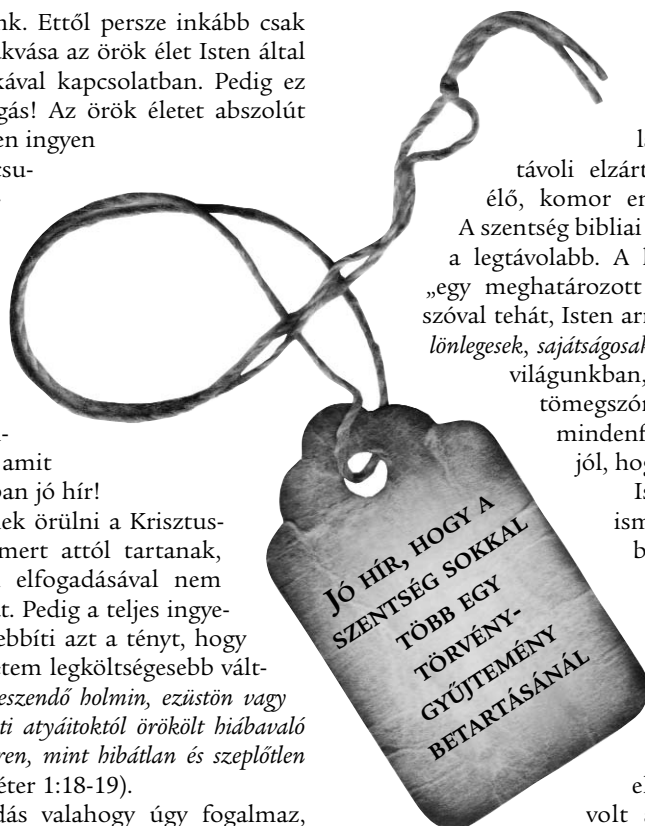 nk. Ettől persze inkább csak
kvása az örök élet Isten által
kával kapcsolatban. Pedig ez
gás! Az örök életet abszolút
en ingyen
csu-
amit
ban jó hír!
nek örülni a Krisztus-
mert attól tartanak,
elfogadásával nem
t. Pedig a teljes ingye-
ebbíti azt a tényt, hogy
etem legköltségesebb vált-
eszendő holmin, ezüstön vagy
ti atyáitoktól örökölt hiábavaló
ren, mint hibátlan és szeplőtlen
éter 1:18-19).
dás valahogy úgy fogalmaz,
JÓ HÍR, HOGY A
SZENTSÉG SOKKAL
TÖBB EGY
TÖRVÉNY-
GYŰJTEMÉNY
BETARTÁSÁNÁL
távoli elzárt
élő, komor en
A szentség bibliai
a legtávolabb. A
„egy meghatározott
szóval tehát, Isten arr
lönlegesek, sajátságosak
világunkban,
tömegszór
mindenf
jól, hog
Is
ism
b
el
volt